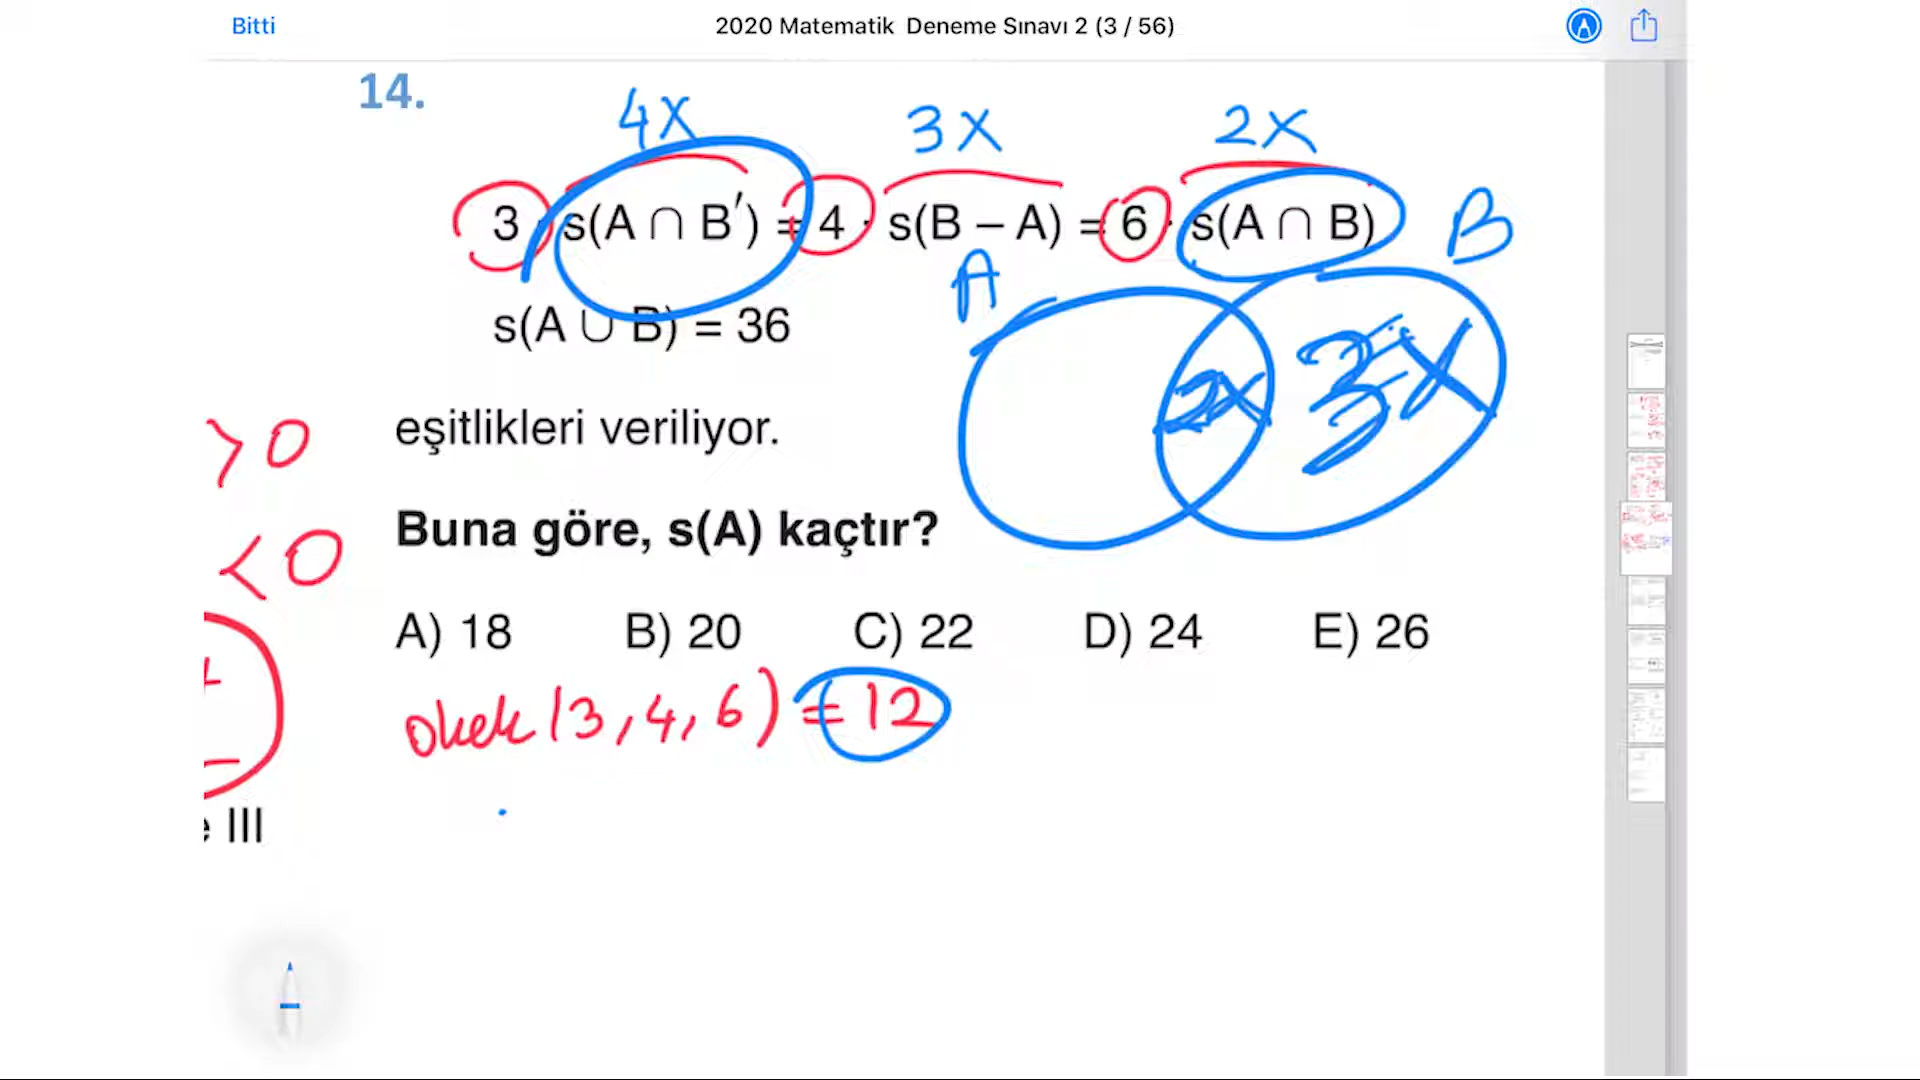 Bitti
2020 Matematik Deneme Sınavı 2 (3 / 56)
14.
4x 3x 2x
3 · s(A ∩ B′) = 4 · s(B – A) = 6 · s(A ∩ B)
A B
s(A ∪ B) = 36
2x 3x
> 0
eşitlikleri veriliyor.
< 0
Buna göre, s(A) kaçtır?
A) 18 B) 20 C) 22 D) 24 E) 26
okek (3, 4, 6) = 12
III